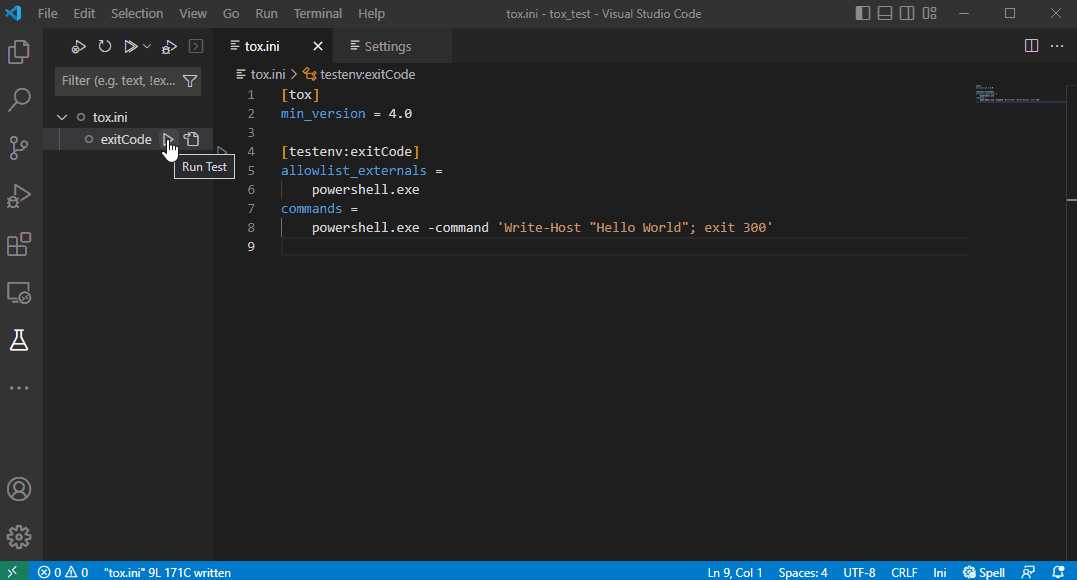 File Edit Selection View Go Run Terminal Help
tox.ini - tox_test - Visual Studio Code
tox.ini
Settings
Filter (e.g. text, !ex...
tox.ini > testenv:exitCode
tox.ini
exitCode
Run Test
1 [tox]
2 min_version = 4.0
3
4 [testenv:exitCode]
5 allowlist_externals =
6 powershell.exe
7 commands =
8 powershell.exe -command 'Write-Host "Hello World"; exit 300'
9
0 0 "tox.ini" 9L 171C written
Ln 9, Col 1 Spaces: 4 UTF-8 CRLF Ini Spell